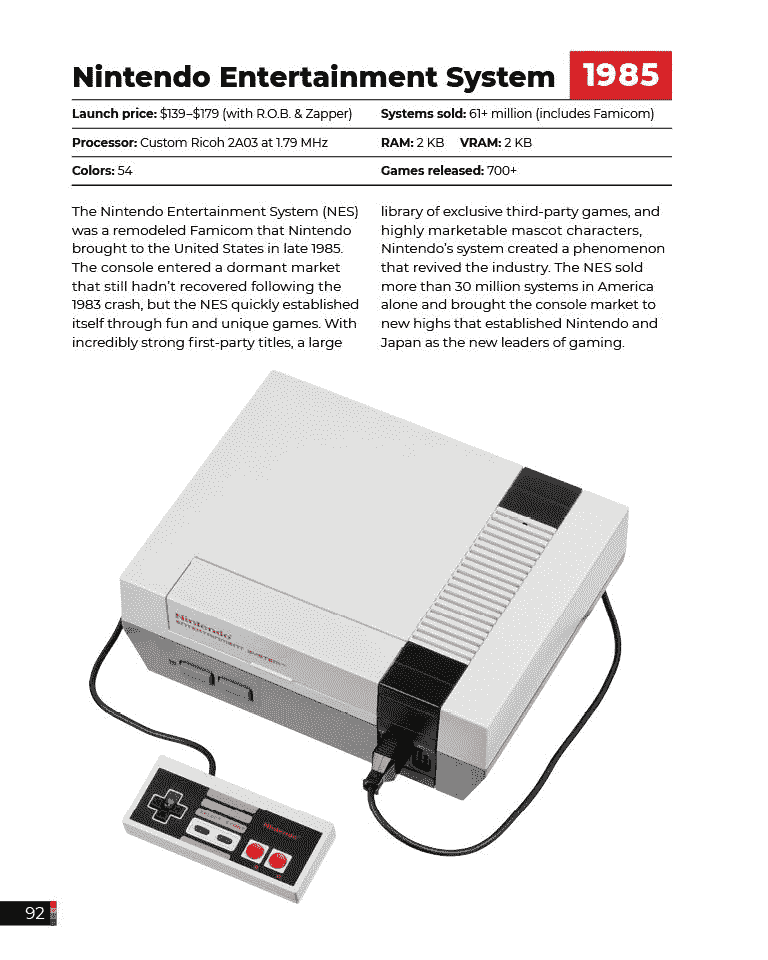 Nintendo Entertainment System 1985
Launch price: $139–$179 (with R.O.B. & Zapper)
Systems sold: 61+ million (includes Famicom)
Processor: Custom Ricoh 2A03 at 1.79 MHz
RAM: 2 KB VRAM: 2 KB
Colors: 54
Games released: 700+
The Nintendo Entertainment System (NES)
was a remodeled Famicom that Nintendo
brought to the United States in late 1985.
The console entered a dormant market
that still hadn’t recovered following the
1983 crash, but the NES quickly established
itself through fun and unique games. With
incredibly strong first-party titles, a large
library of exclusive third-party games, and
highly marketable mascot characters,
Nintendo’s system created a phenomenon
that revived the industry. The NES sold
more than 30 million systems in America
alone and brought the console market to
new highs that established Nintendo and
Japan as the new leaders of gaming.
Nintendo
ENTERTAINMENT SYSTEM
Nintendo
92